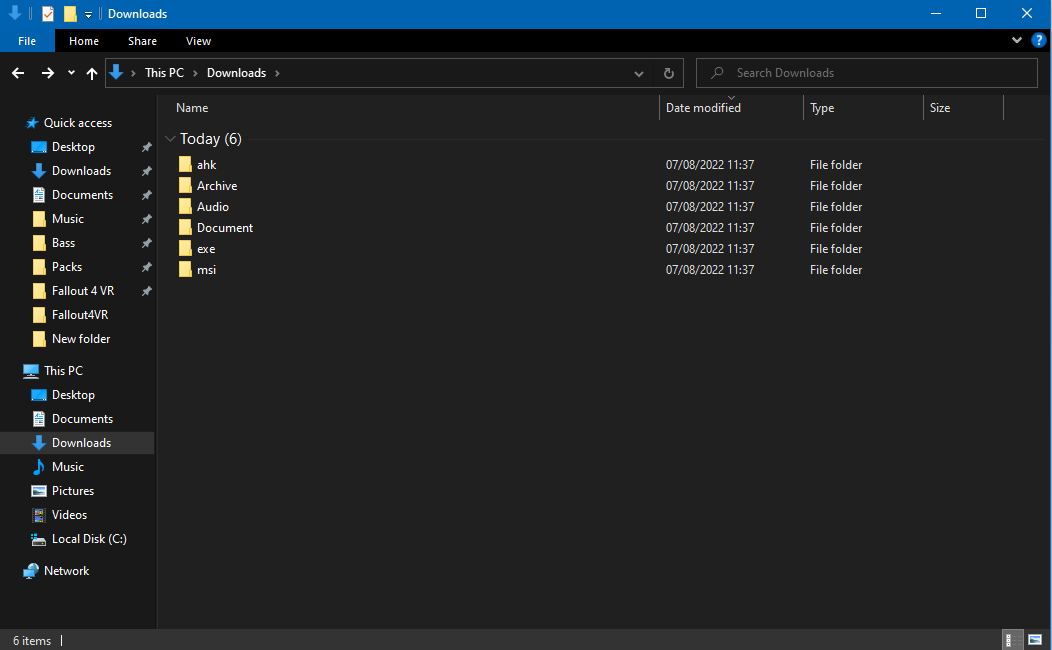 Downloads
File Home Share View
This PC Downloads
Search Downloads
Quick access
Desktop
Downloads
Documents
Music
Bass
Packs
Fallout 4 VR
Fallout4VR
New folder
This PC
Desktop
Documents
Downloads
Music
Pictures
Videos
Local Disk (C:)
Network
Name Date modified Type Size
Today (6)
ahk 07/08/2022 11:37 File folder
Archive 07/08/2022 11:37 File folder
Audio 07/08/2022 11:37 File folder
Document 07/08/2022 11:37 File folder
exe 07/08/2022 11:37 File folder
msi 07/08/2022 11:37 File folder
6 items